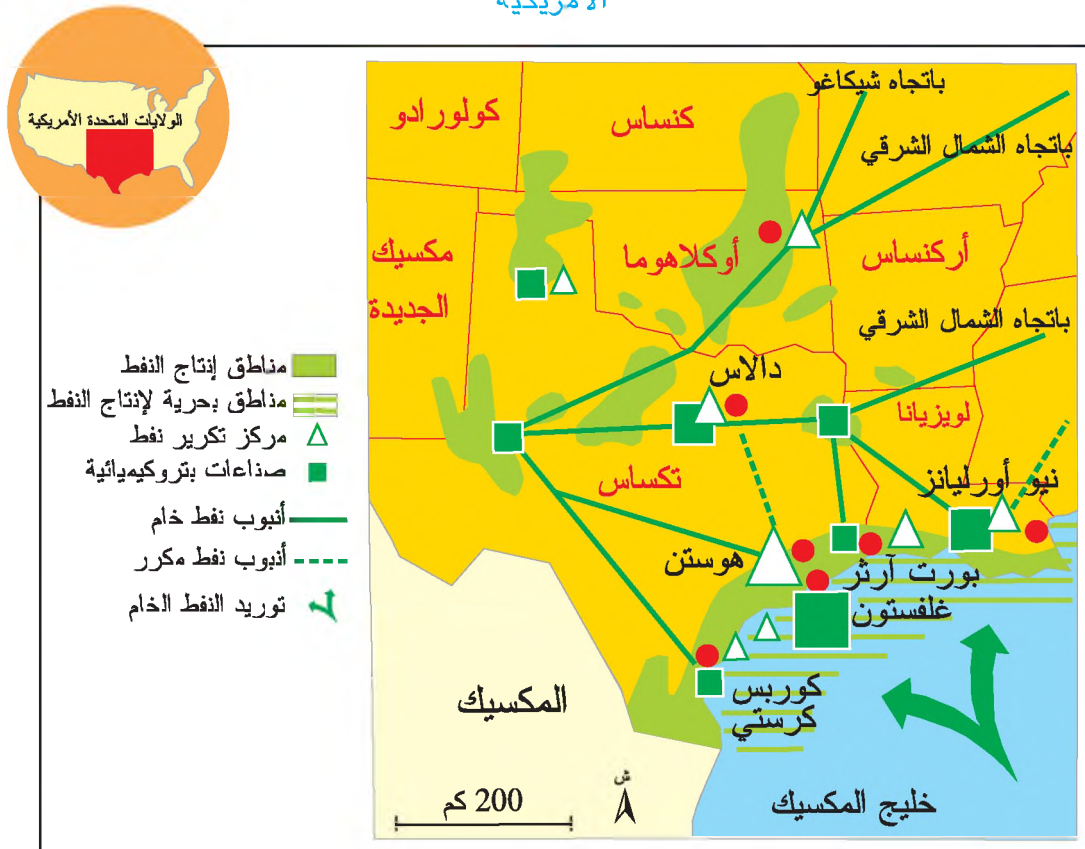 الأمريكية
الولايات المتحدة الأمريكية
باتجاه شيكاغو
كولورادو
كنساس
باتجاه الشمال الشرقي
مكسيك
الجديدة
أوكلاهوما
أركنساس
باتجاه الشمال الشرقي
دالاس
لويزيانا
تكساس
نيو أورليانز
هوستن
بورت آرثر
غلفستون
كوربس
كرستي
المكسيك
خليج المكسيك
ش
200 كم
مناطق إنتاج النفط
مناطق بحرية لإنتاج النفط
مركز تكرير نفط
صناعات بتروكيميائية
أنبوب نفط خام
أنبوب نفط مكرر
توريد النفط الخام